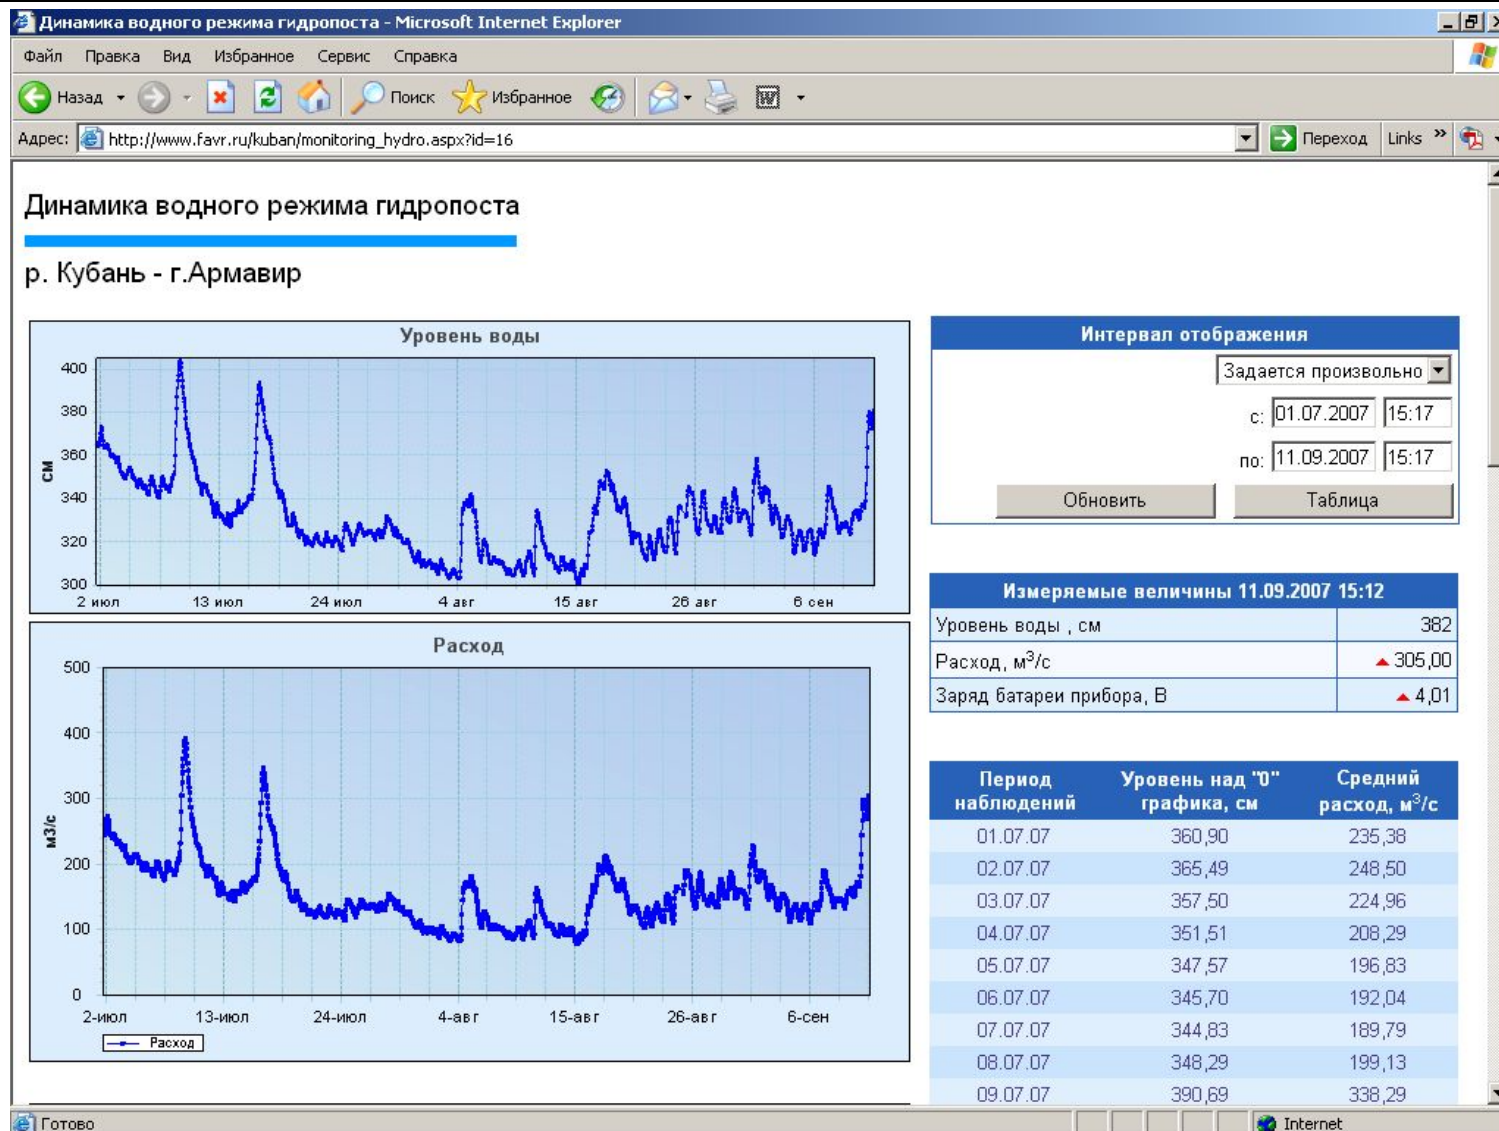 Динамика водного режима гидропоста - Microsoft Internet Explorer
Файл Правка Вид Избранное Сервис Справка
Назад Поиск Избранное
Адрес: http://www.favr.ru/kuban/monitoring_hydro.aspx?id=16 Переход Links »
Динамика водного режима гидропоста
р. Кубань - г.Армавир
Уровень воды
см
400
380
360
340
320
300
2 июл 13 июл 24 июл 4 авг 15 авг 26 авг 6 сен
Расход
м3/с
500
400
300
200
100
0
2-июл 13-июл 24-июл 4-авг 15-авг 26-авг 6-сен
Расход
Интервал отображения
Задается произвольно
с: 01.07.2007 15:17
по: 11.09.2007 15:17
Обновить Таблица
Измеряемые величины 11.09.2007 15:12
Уровень воды , см 382
Расход, м³/с 305,00
Заряд батареи прибора, В 4,01
Период Уровень над "0" Средний
наблюдений графика, см расход, м³/с
01.07.07 360,90 235,38
02.07.07 365,49 248,50
03.07.07 357,50 224,96
04.07.07 351,51 208,29
05.07.07 347,57 196,83
06.07.07 345,70 192,04
07.07.07 344,83 189,79
08.07.07 348,29 199,13
09.07.07 390,69 338,29
Готово Internet